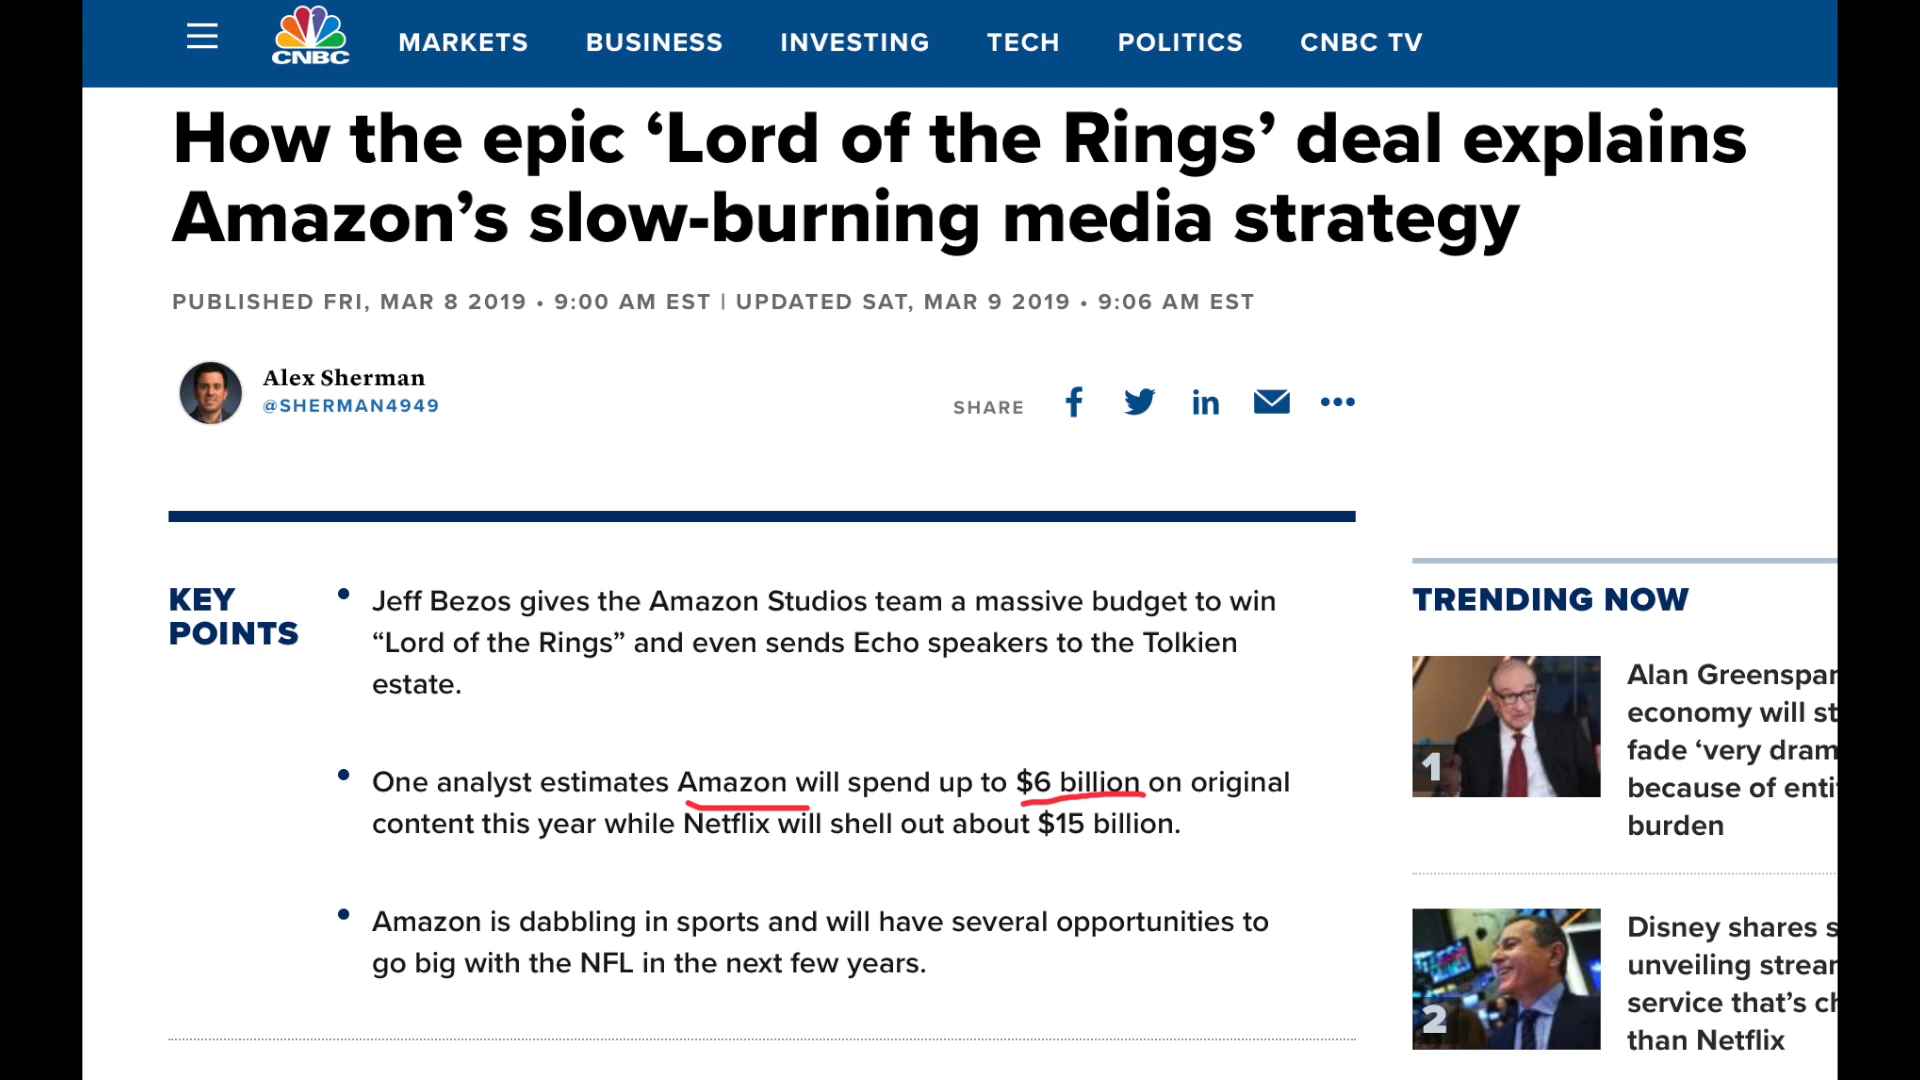 CNBC
MARKETS BUSINESS INVESTING TECH POLITICS CNBC TV
How the epic ‘Lord of the Rings’ deal explains
Amazon’s slow-burning media strategy
PUBLISHED FRI, MAR 8 2019 • 9:00 AM EST | UPDATED SAT, MAR 9 2019 • 9:06 AM EST
Alex Sherman
@SHERMAN4949
SHARE
KEY
POINTS
• Jeff Bezos gives the Amazon Studios team a massive budget to win
“Lord of the Rings” and even sends Echo speakers to the Tolkien
estate.
• One analyst estimates Amazon will spend up to $6 billion on original
content this year while Netflix will shell out about $15 billion.
• Amazon is dabbling in sports and will have several opportunities to
go big with the NFL in the next few years.
TRENDING NOW
1
Alan Greenspan
economy will st
fade ‘very dram
because of enti
burden
2
Disney shares s
unveiling strear
service that’s ch
than Netflix